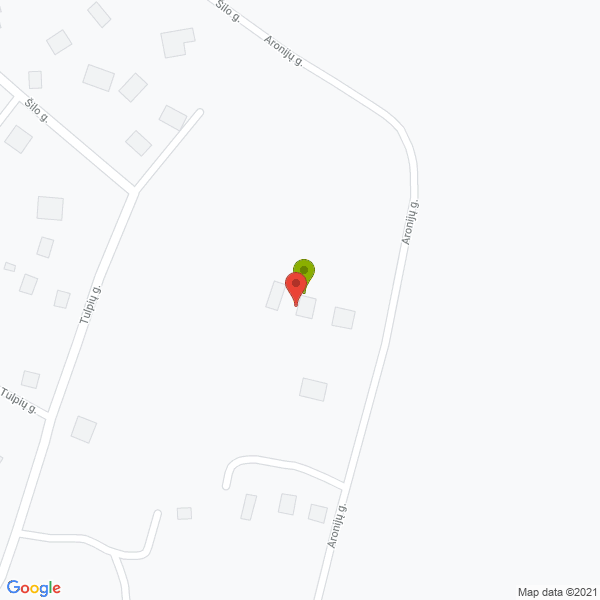 Šilo g.
Aronijų g.
Šilo g.
Aronijų g.
Tulpių g.
Tulpių g.
Aronijų g.
Google
Map data ©2021